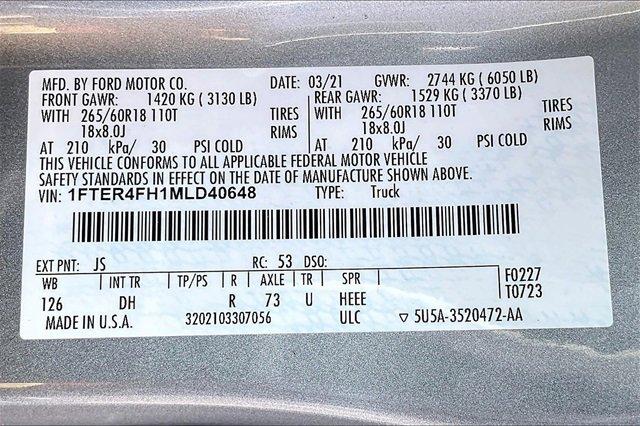 MFD. BY FORD MOTOR CO. DATE: 03/21 GVWR: 2744 KG ( 6050 LB)
FRONT GAWR: 1420 KG ( 3130 LB) REAR GAWR: 1529 KG ( 3370 LB)
WITH 265/60R18 110T TIRES WITH 265/60R18 110T TIRES
18x8.0J RIMS 18x8.0J RIMS
AT 210 kPa/ 30 PSI COLD AT 210 kPa/ 30 PSI COLD
THIS VEHICLE CONFORMS TO ALL APPLICABLE FEDERAL MOTOR VEHICLE
SAFETY STANDARDS IN EFFECT ON THE DATE OF MANUFACTURE SHOWN ABOVE.
VIN: 1FTER4FH1MLD40648 TYPE: Truck
EXT PNT: JS RC: 53 DSO:
WB INT TR TP/PS R AXLE TR SPR F0227
126 DH R 73 U HEEE T0723
MADE IN U.S.A. 3202103307056 ULC ▽ 5U5A-3520472-AA